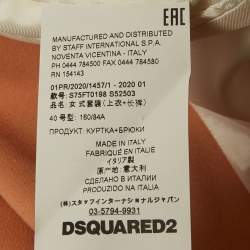 EAC
MANUFACTURED AND DISTRIBUTED
BY STAFF INTERNATIONAL S.P.A.
NOVENTA VICENTINA - ITALY
PH 0444 784500 FAX 0444 784580
RN 154143
01PR/2020/1457/1 - 2020 01
款号: S75FT0198 S52503
品名: 女式套装(上衣+长裤)
40 号型: 160/84A
ПРОДУКТ: КУРТКА+БРЮКИ
MADE IN ITALY
FABRIQUÉ EN ITALIE
イタリア製
原产地: 意大利
СДЕЛАНО В ИТАЛИИ
PRODUZIDO NA ITALIA
(株)スタッフインターナショナルジャパン
03-5794-9931
DSQUARED2